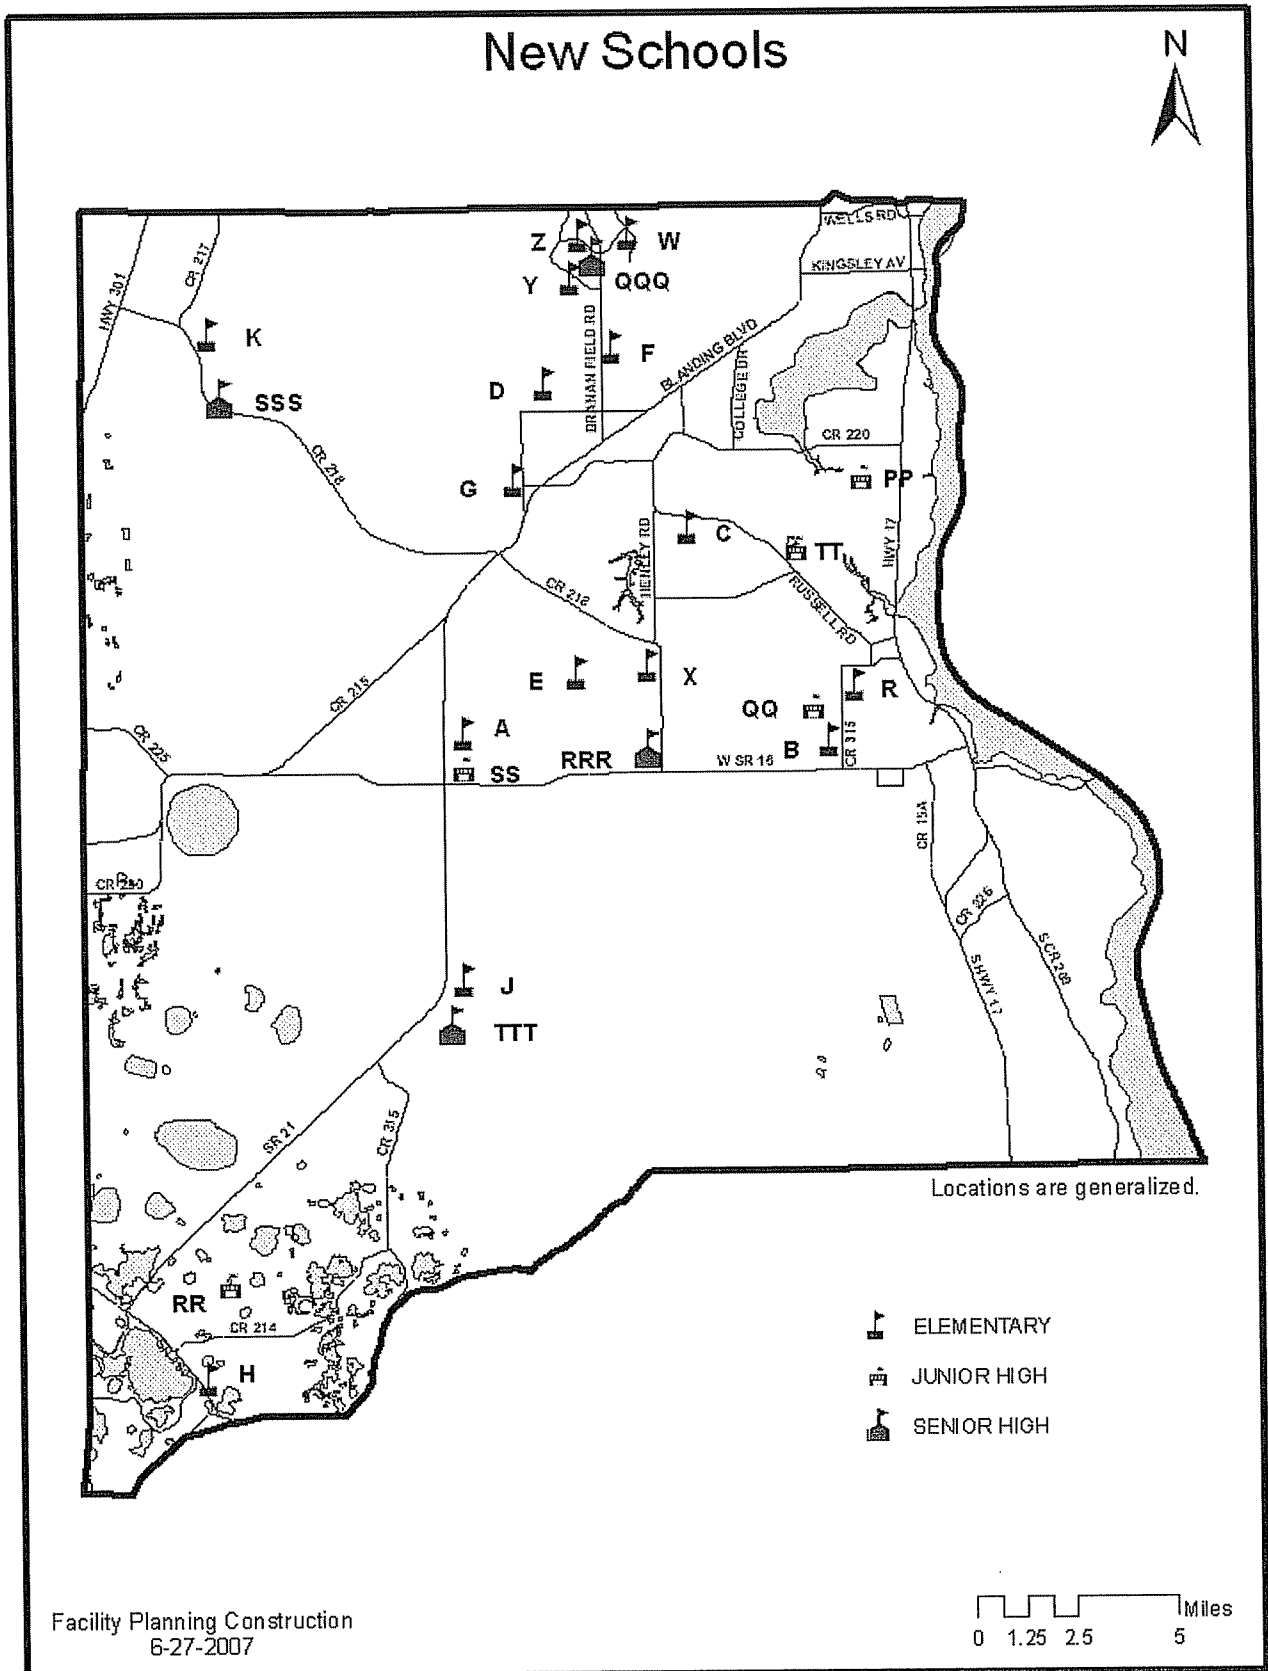 New Schools
N
WELLS RD
Z
W
CR 217
KINGSLEY AV
Y
QQQ
HWY 301
K
F
BRANAN FIELD RD
BLANDING BLVD
D
COLLEGE DR
SSS
CR 220
CR 218
G
PP
C
HWY 17
TT
HENLEY RD
CR 218
RUSSELL RD
E
X
R
CR 215
QQ
A
B
CR 315
CR 225
RRR
W SR 16
SS
CR 15A
CR 230
CR 226
S HWY 17
SCR 209
J
TTT
SR 21
CR 315
Locations are generalized.
RR
CR 214
H
ELEMENTARY
JUNIOR HIGH
SENIOR HIGH
Facility Planning Construction
6-27-2007
Miles
0 1.25 2.5 5